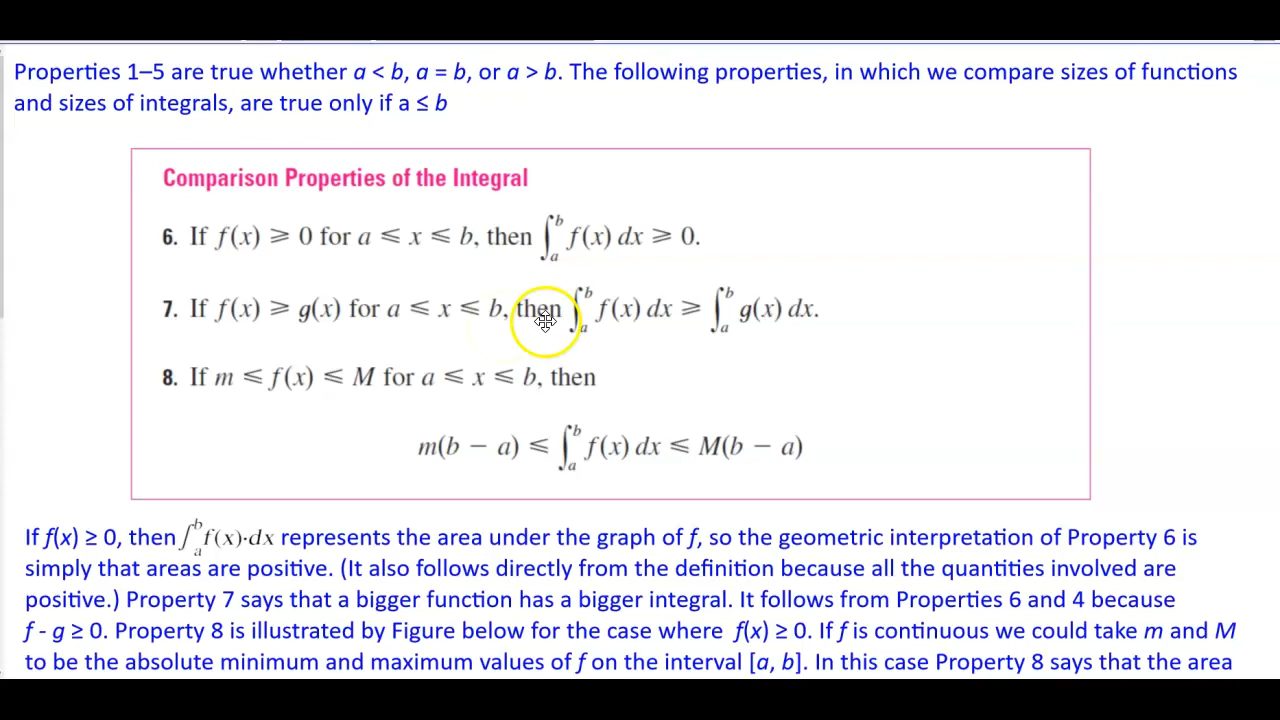 Properties 1–5 are true whether a < b, a = b, or a > b. The following properties, in which we compare sizes of functions
and sizes of integrals, are true only if a ≤ b
Comparison Properties of the Integral
6. If f(x) ⩾ 0 for a ⩽ x ⩽ b, then ∫_a^b f(x) dx ⩾ 0.
7. If f(x) ⩾ g(x) for a ⩽ x ⩽ b, then ∫_a^b f(x) dx ⩾ ∫_a^b g(x) dx.
8. If m ⩽ f(x) ⩽ M for a ⩽ x ⩽ b, then
m(b − a) ⩽ ∫_a^b f(x) dx ⩽ M(b − a)
If f(x) ≥ 0, then ∫_a^b f(x)·dx represents the area under the graph of f, so the geometric interpretation of Property 6 is
simply that areas are positive. (It also follows directly from the definition because all the quantities involved are
positive.) Property 7 says that a bigger function has a bigger integral. It follows from Properties 6 and 4 because
f - g ≥ 0. Property 8 is illustrated by Figure below for the case where f(x) ≥ 0. If f is continuous we could take m and M
to be the absolute minimum and maximum values of f on the interval [a, b]. In this case Property 8 says that the area